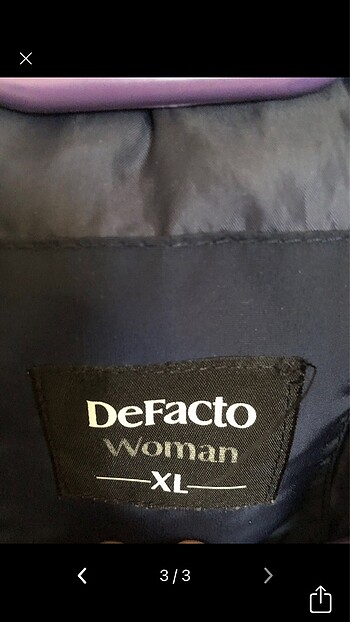 DeFacto
Woman
XL
3/3